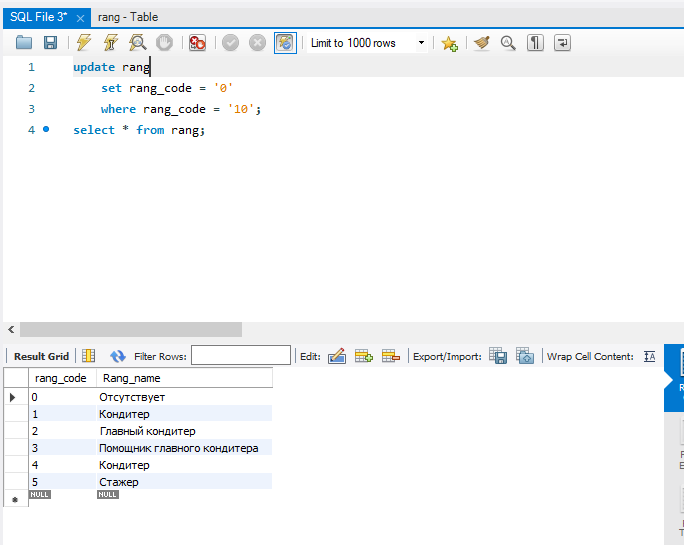 SQL File 3* rang - Table
Limit to 1000 rows
1 update rang
2 set rang_code = '0'
3 where rang_code = '10';
4 select * from rang;
Result Grid Filter Rows: Edit: Export/Import: Wrap Cell Content:
rang_code Rang_name
0 Отсутствует
1 Кондитер
2 Главный кондитер
3 Помощник главного кондитера
4 Кондитер
5 Стажер
NULL NULL